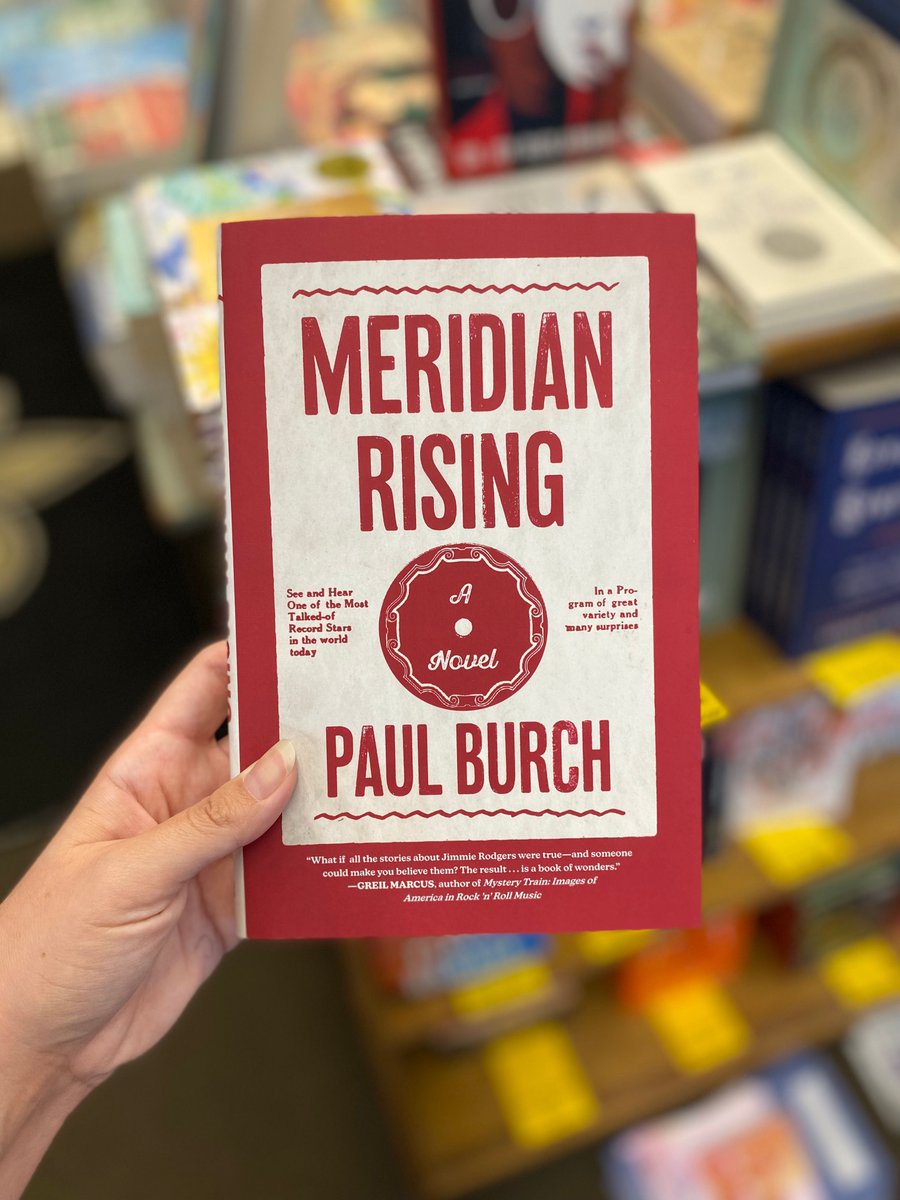 MERIDIAN
RISING
See and Hear
One of the Most
Talked-of
Record Stars
in the world
today
A
Novel
In a Pro-
gram of great
variety and
many surprises
PAUL BURCH
“What if all the stories about Jimmie Rodgers were true—and someone
could make you believe them? The result . . . is a book of wonders.”
—GREIL MARCUS, author of Mystery Train: Images of
America in Rock ’n’ Roll Music